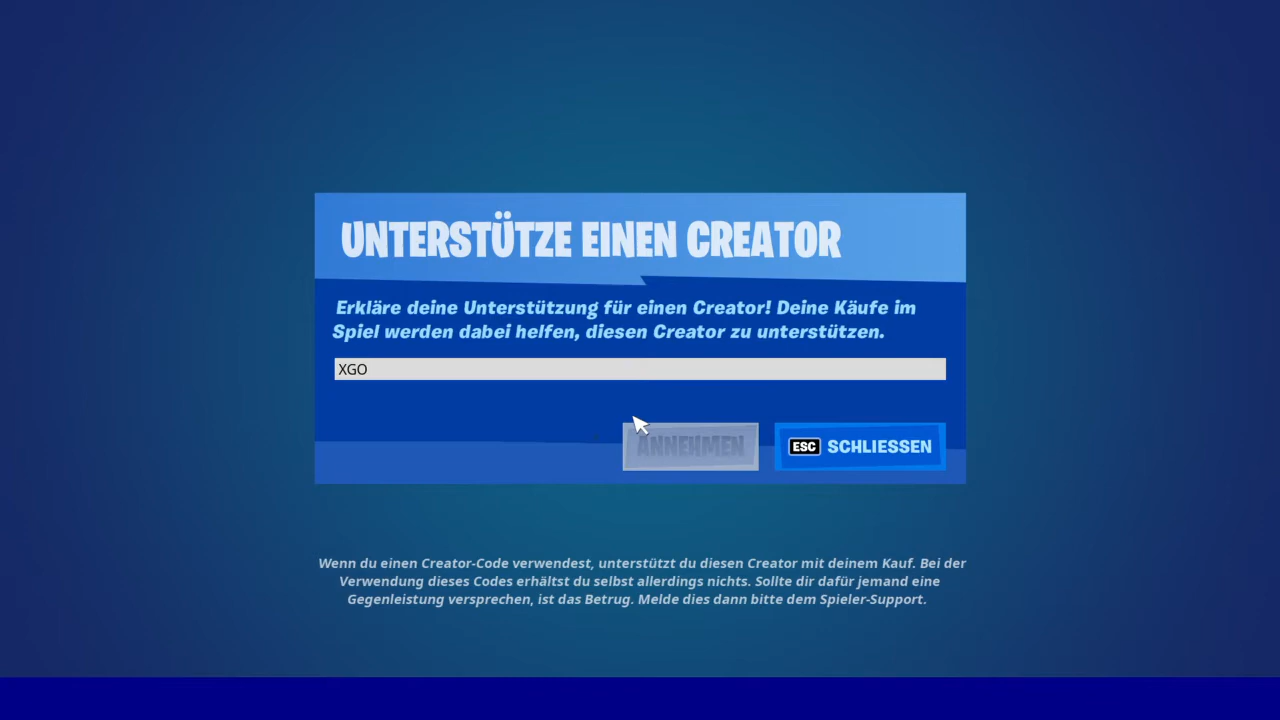 UNTERSTÜTZE EINEN CREATOR
Erkläre deine Unterstützung für einen Creator! Deine Käufe im
Spiel werden dabei helfen, diesen Creator zu unterstützen.
XGO
ANNEHMEN
ESC SCHLIESSEN
Wenn du einen Creator-Code verwendest, unterstützt du diesen Creator mit deinem Kauf. Bei der
Verwendung dieses Codes erhältst du selbst allerdings nichts. Sollte dir dafür jemand eine
Gegenleistung versprechen, ist das Betrug. Melde dies dann bitte dem Spieler-Support.